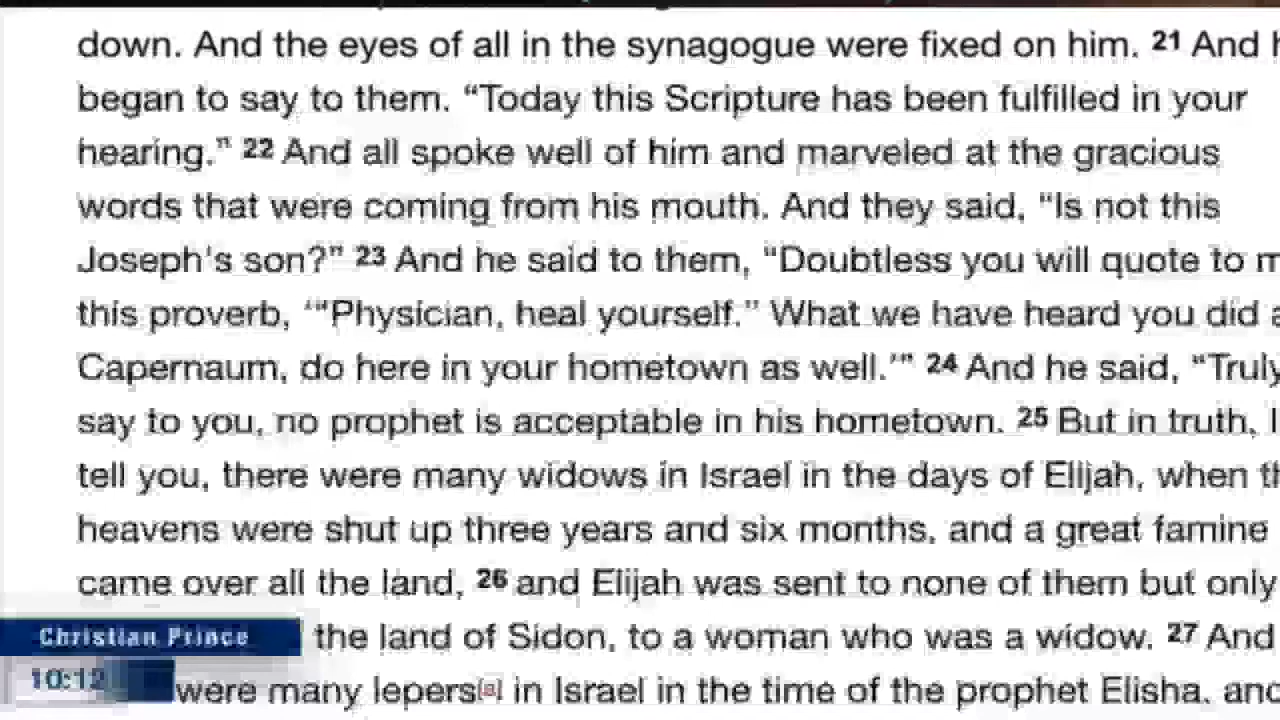 down. And the eyes of all in the synagogue were fixed on him. 21 And
began to say to them. “Today this Scripture has been fulfilled in your
hearing.” 22 And all spoke well of him and marveled at the gracious
words that were coming from his mouth. And they said, “Is not this
Joseph's son?” 23 And he said to them, “Doubtless you will quote to
this proverb, ‘“Physician, heal yourself.” What we have heard you did
Capernaum, do here in your hometown as well.’” 24 And he said, “Truly
say to you, no prophet is acceptable in his hometown. 25 But in truth, I
tell you, there were many widows in Israel in the days of Elijah, when
heavens were shut up three years and six months, and a great famine
came over all the land, 26 and Elijah was sent to none of them but only
Christian Prince the land of Sidon, to a woman who was a widow. 27 And
10:12
were many lepers[a] in Israel in the time of the prophet Elisha, and